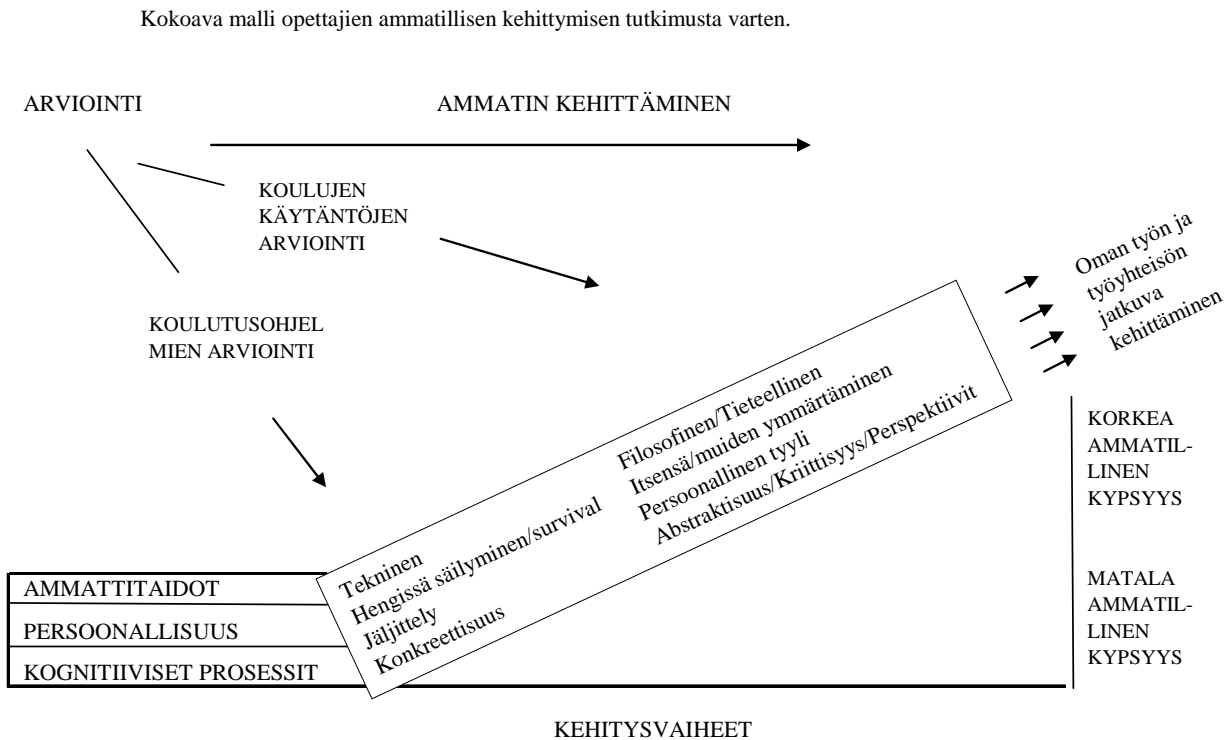 Kokoava malli opettajien ammatillisen kehittymisen tutkimusta varten.
ARVIOINTI
AMMATIN KEHITTÄMINEN
KOULUJEN
KÄYTÄNTÖJEN
ARVIOINTI
KOULUTUSOHJEL
MIEN ARVIOINTI
Oman työn ja
työyhteisön
jatkuva
kehittäminen
Filosofinen/Tieteellinen
Itsensä/muiden ymmärtäminen
Persoonallinen tyyli
Abstraktisuus/Kriittisyys/Perspektiivit
Tekninen
Hengissä säilyminen/survival
Jäljittely
Konkreettisuus
KORKEA
AMMATIL-
LINEN
KYPSYYS
MATALA
AMMATIL-
LINEN
KYPSYYS
AMMATTITAIDOT
PERSOONALLISUUS
KOGNITIIVISET PROSESSIT
KEHITYSVAIHEET